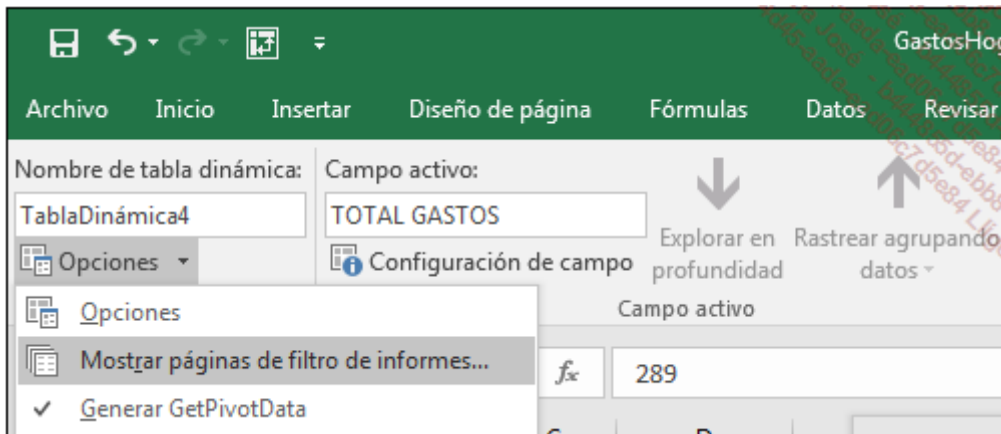 GastosHog
Archivo Inicio Insertar Diseño de página Fórmulas Datos Revisar
Nombre de tabla dinámica: Campo activo:
TablaDinámica4 TOTAL GASTOS
Opciones Configuración de campo Explorar en profundidad Rastrear agrupando datos
Opciones Campo activo
Mostrar páginas de filtro de informes... fx 289
Generar GetPivotData